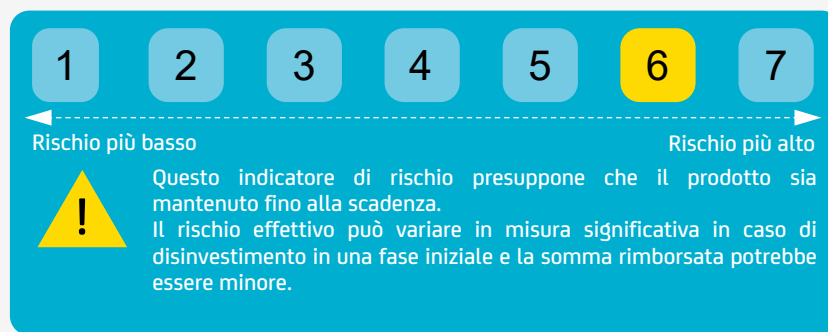 1 2 3 4 5 6 7
Rischio più basso Rischio più alto
!
Questo indicatore di rischio presuppone che il prodotto sia
mantenuto fino alla scadenza.
Il rischio effettivo può variare in misura significativa in caso di
disinvestimento in una fase iniziale e la somma rimborsata potrebbe
essere minore.